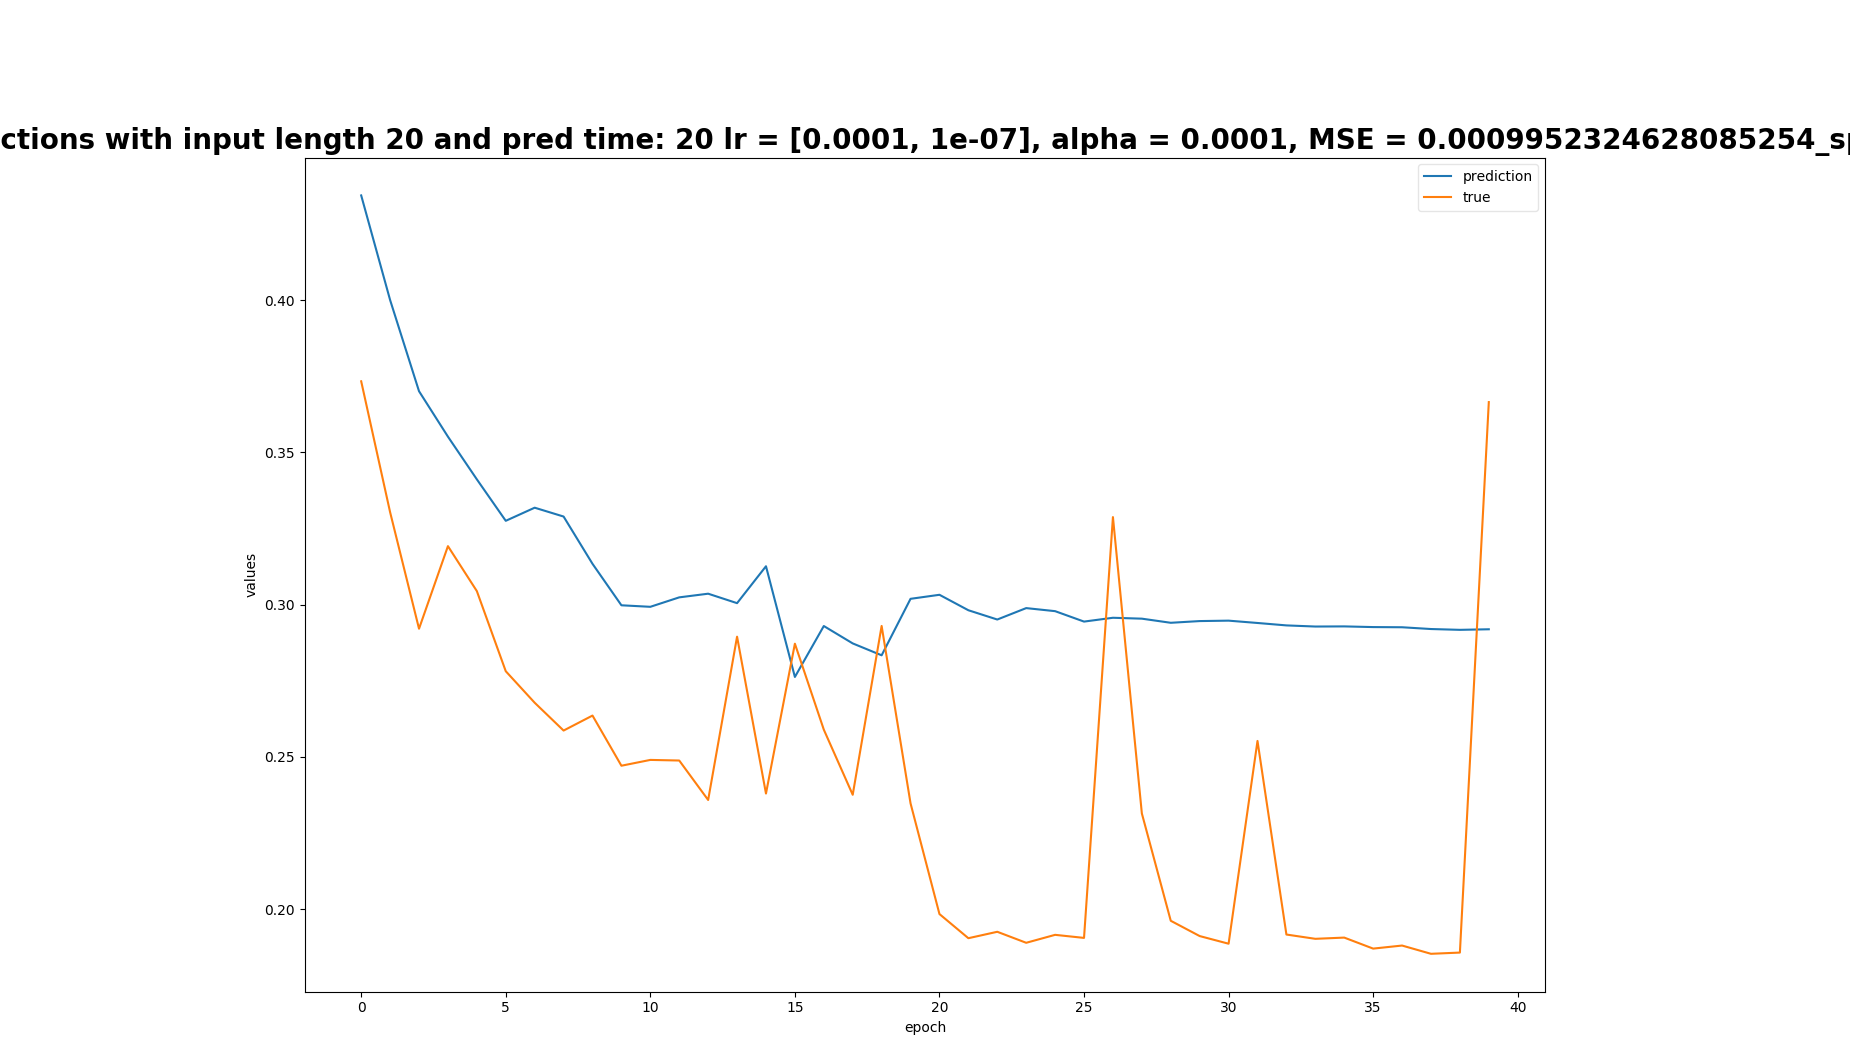 ctions with input length 20 and pred time: 20 lr = [0.0001, 1e-07], alpha = 0.0001, MSE = 0.0009952324628085254_sp
prediction
true
0.40
0.35
0.30
0.25
0.20
values
0
5
10
15
20
25
30
35
40
epoch